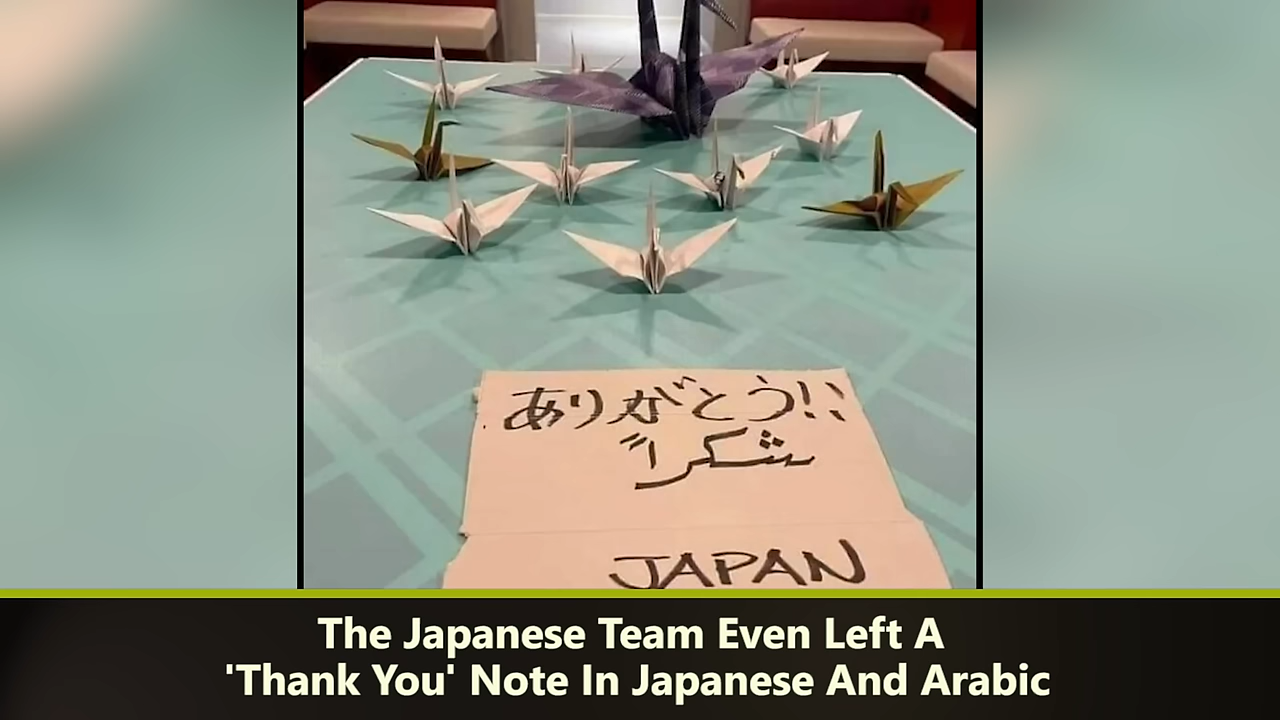 ありがとう!!
شكراً
JAPAN
The Japanese Team Even Left A
'Thank You' Note In Japanese And Arabic